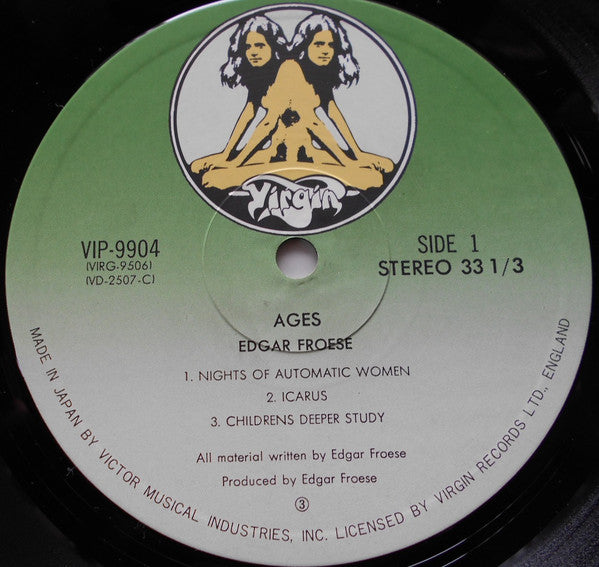 Virgin
VIP-9904
(VIRG-9506)
(VD-2507-C)
SIDE 1
STEREO 33 1/3
AGES
EDGAR FROESE
1. NIGHTS OF AUTOMATIC WOMEN
2. ICARUS
3. CHILDRENS DEEPER STUDY
All material written by Edgar Froese
Produced by Edgar Froese
③
MADE IN JAPAN BY VICTOR MUSICAL INDUSTRIES, INC. LICENSED BY VIRGIN RECORDS LTD., ENGLAND